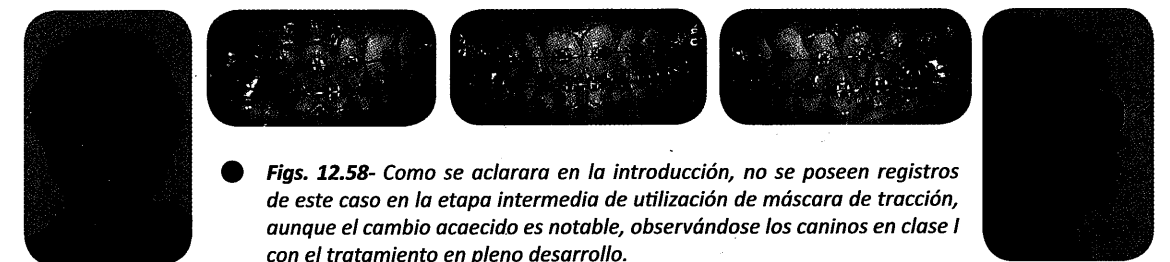 Figs. 12.58- Como se aclarara en la introducción, no se poseen registros
de este caso en la etapa intermedia de utilización de máscara de tracción,
aunque el cambio acaecido es notable, observándose los caninos en clase I
con el tratamiento en pleno desarrollo.